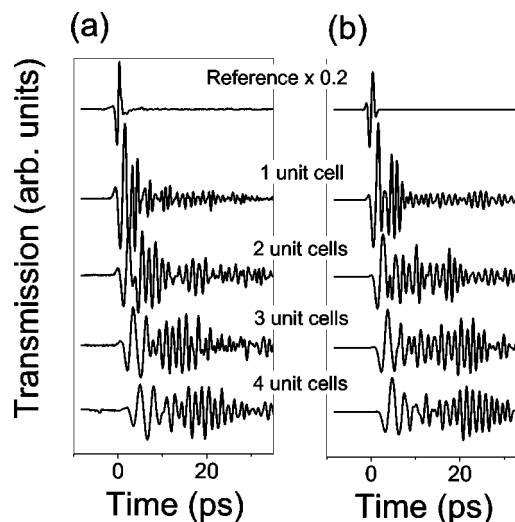 (a) (b)
Transmission (arb. units)
Reference x 0.2
1 unit cell
2 unit cells
3 unit cells
4 unit cells
0 20 0 20
Time (ps) Time (ps)